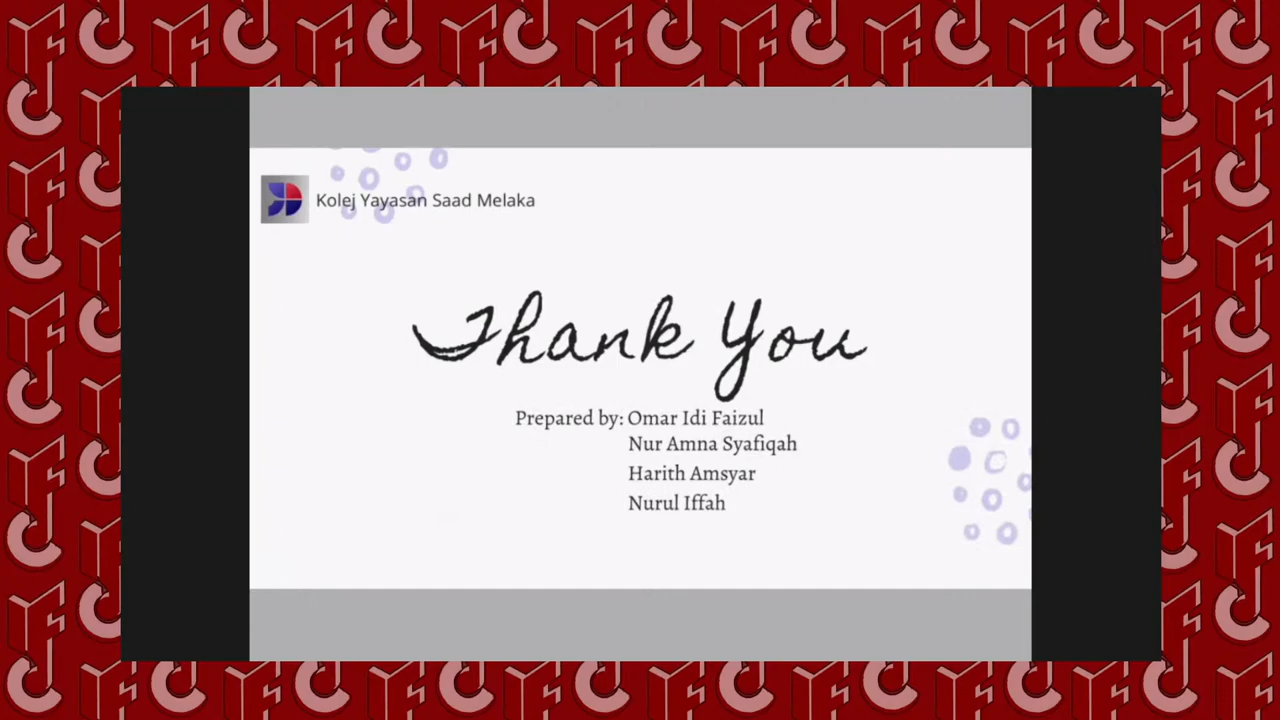 Kolej Yayasan Saad Melaka
Thank You
Prepared by: Omar Idi Faizul
Nur Amna Syafiqah
Harith Amsyar
Nurul Iffah